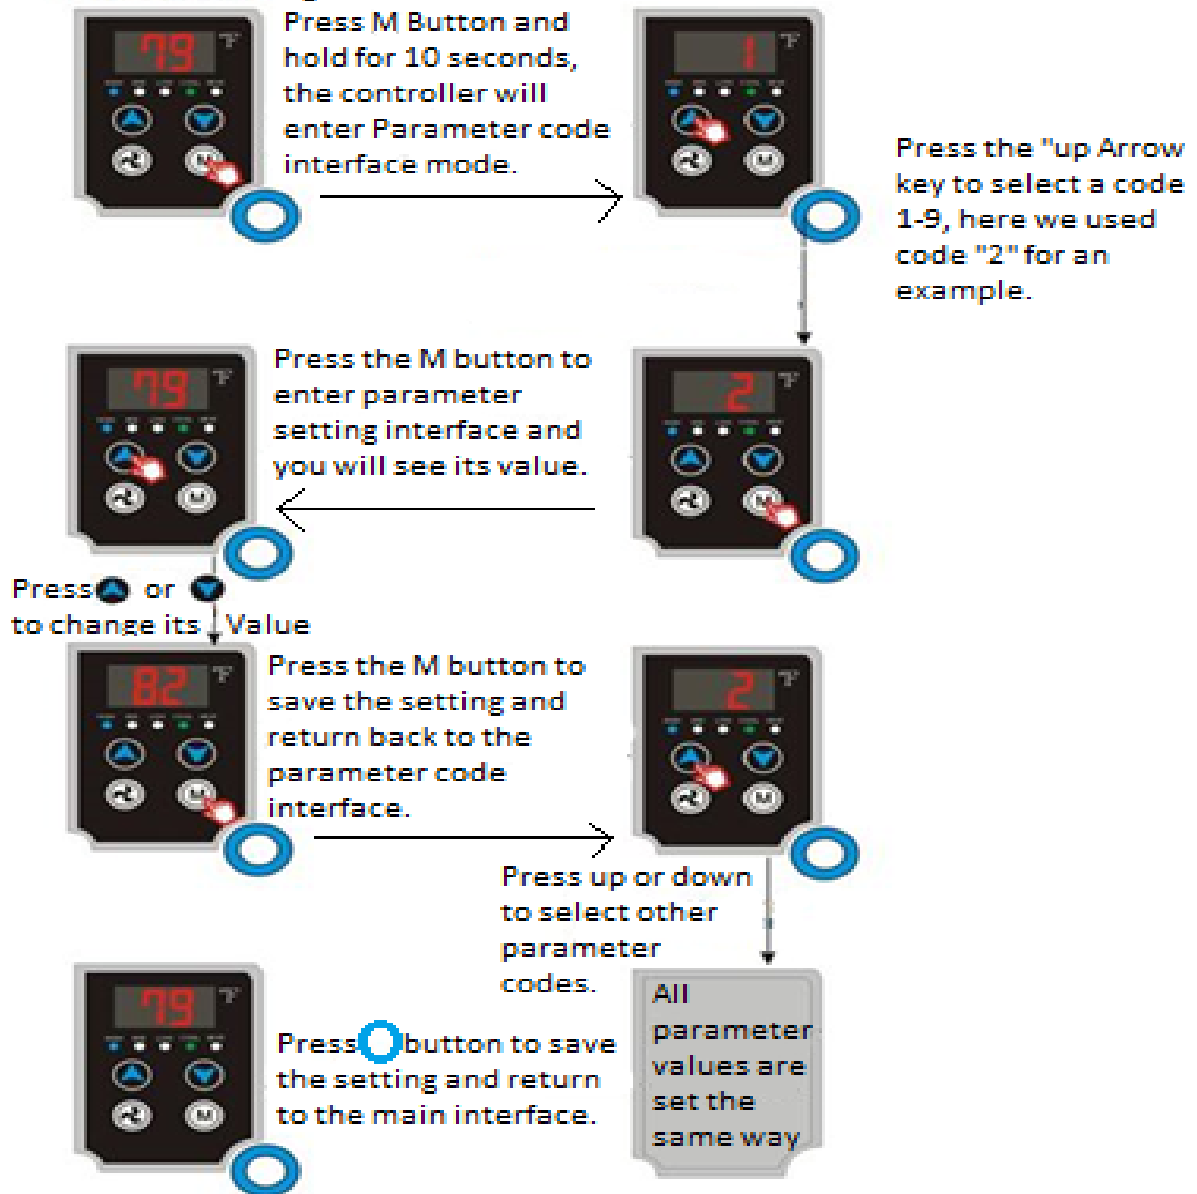 79 °F
Press M Button and
hold for 10 seconds,
the controller will
enter Parameter code
interface mode.
M
1 °F
M
Press the "up Arrow
key to select a code
1-9, here we used
code "2" for an
example.
2 °F
M
Press the M button to
enter parameter
setting interface and
you will see its value.
79 °F
M
Press or
to change its Value
82 °F
M
Press the M button to
save the setting and
return back to the
parameter code
interface.
2 °F
M
Press up or down
to select other
parameter
codes.
All
parameter
values are
set the
same way
79 °F
M
Press button to save
the setting and return
to the main interface.